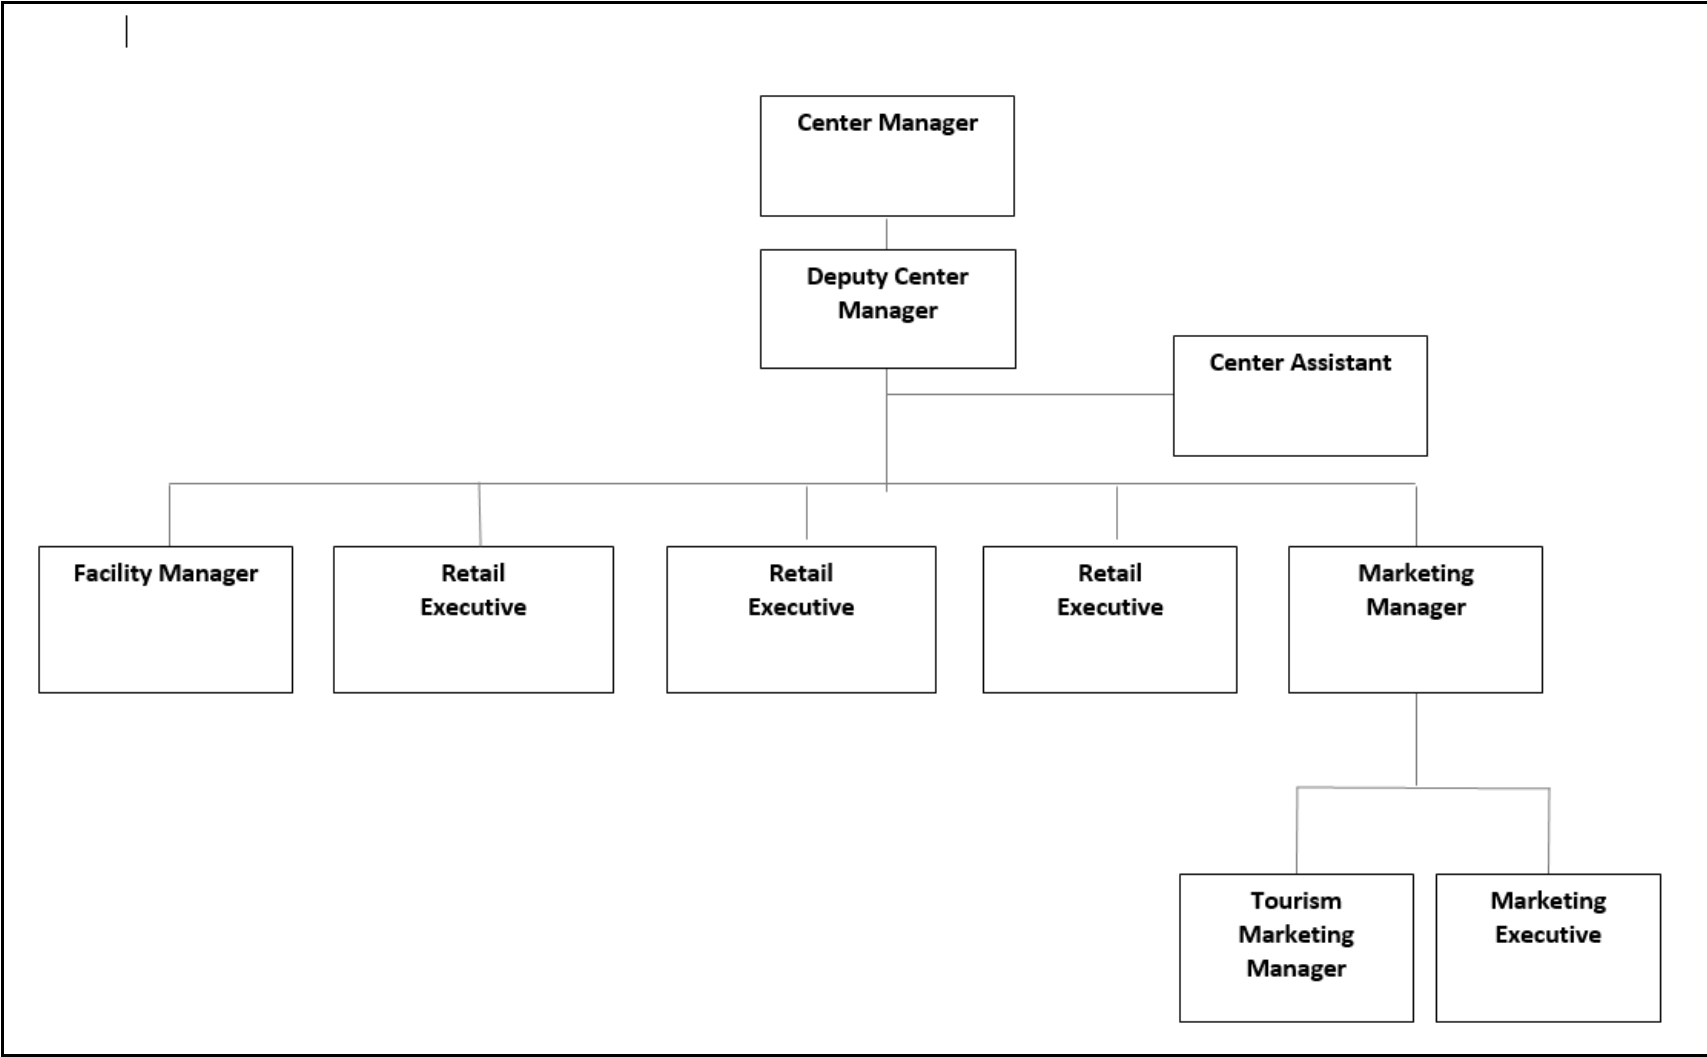 Center Manager
Deputy Center
Manager
Center Assistant
Facility Manager
Retail
Executive
Retail
Executive
Retail
Executive
Marketing
Manager
Tourism
Marketing
Manager
Marketing
Executive